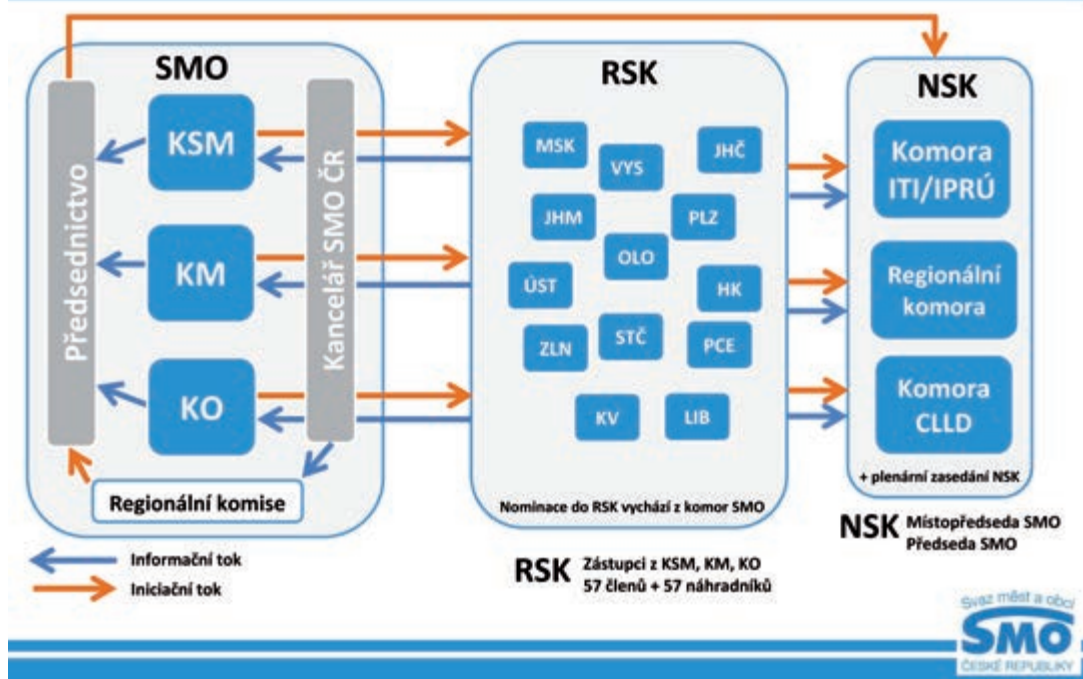 SMO
Předsednictvo
KSM
KM
KO
Kancelář SMO ČR
Regionální komise
RSK
MSK
VYS
JHČ
JHM
PLZ
OLO
ÚST
HK
ZLN
STČ
PCE
KV
LIB
Nominace do RSK vychází z komor SMO
NSK
Komora
ITI/IPRÚ
Regionální
komora
Komora
CLLD
+ plenární zasedání NSK
Informační tok
Iniciační tok
RSK Zástupci z KSM, KM, KO
57 členů + 57 náhradníků
NSK Místopředseda SMO
Předseda SMO
Svaz měst a obcí
SMO
ČESKÉ REPUBLIKY